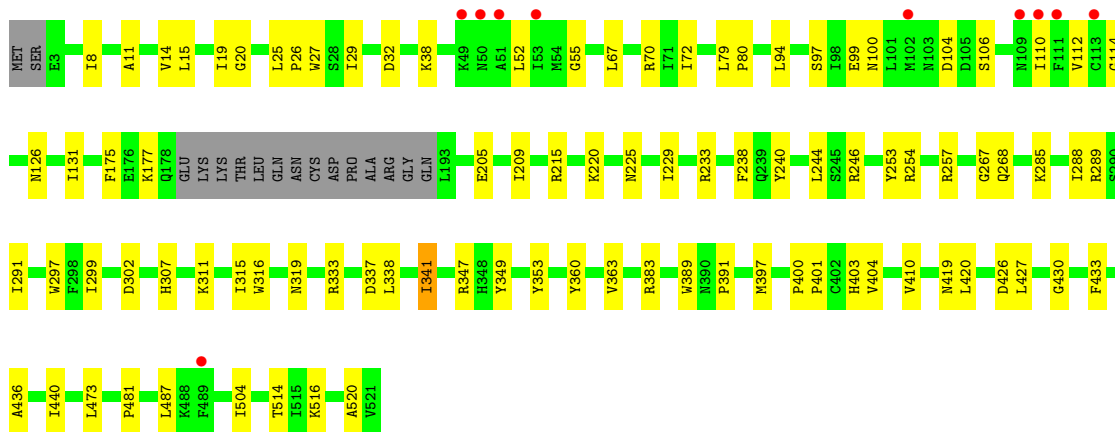 MET SER E3 I8 A11 V14 L15 I19 G20 L25 P26 W27 S28 I29 D32 K38 K49 N50 A51 L52 I53 M54 G55 L67 R70 I71 I72 L79 P80 L94 S97 I98 E99 N100 L101 M102 N103 D104 D105 S106 N109 I110 F111 V112 C113 C114
N126 I131 F175 E176 K177 Q178 GLU LYS LYS THR LEU GLN ASN CYS ASP PRO ALA ARG GLY GLN L193 E205 I209 R215 K220 N225 I229 R233 F238 Q239 Y240 L244 S245 R246 Y253 R254 R257 G267 Q268 K285 I288 R289 S290
I291 W297 F298 I299 D302 H307 K311 I315 W316 N319 R333 D337 L338 I341 R347 H348 Y349 Y353 Y360 V363 R383 W389 N390 P391 M397 P400 P401 C402 H403 V404 V410 N419 L420 D426 L427 G430 F433
A436 I440 L473 P481 L487 K488 F489 I504 T514 I515 K516 A520 V521